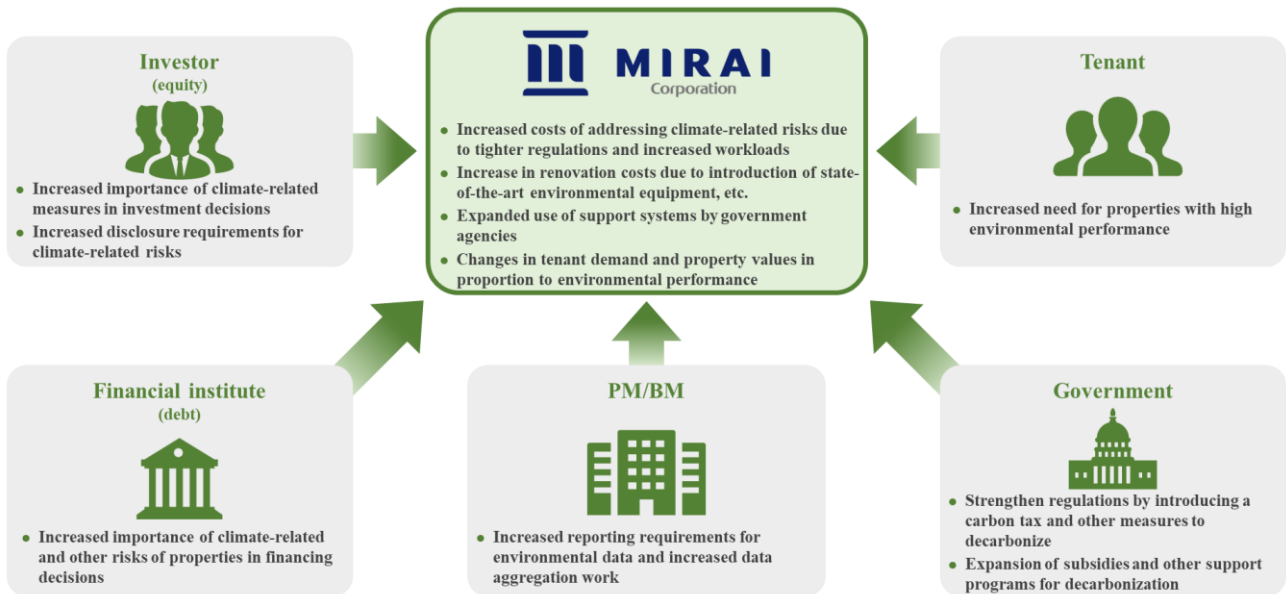 Investor
(equity)
● Increased importance of climate-related
measures in investment decisions
● Increased disclosure requirements for
climate-related risks
MIRAI
Corporation
● Increased costs of addressing climate-related risks due
to tighter regulations and increased workloads
● Increase in renovation costs due to introduction of state-
of-the-art environmental equipment, etc.
● Expanded use of support systems by government
agencies
● Changes in tenant demand and property values in
proportion to environmental performance
Tenant
● Increased need for properties with high
environmental performance
Financial institute
(debt)
● Increased importance of climate-related
and other risks of properties in financing
decisions
PM/BM
● Increased reporting requirements for
environmental data and increased data
aggregation work
Government
● Strengthen regulations by introducing a
carbon tax and other measures to
decarbonize
● Expansion of subsidies and other support
programs for decarbonization